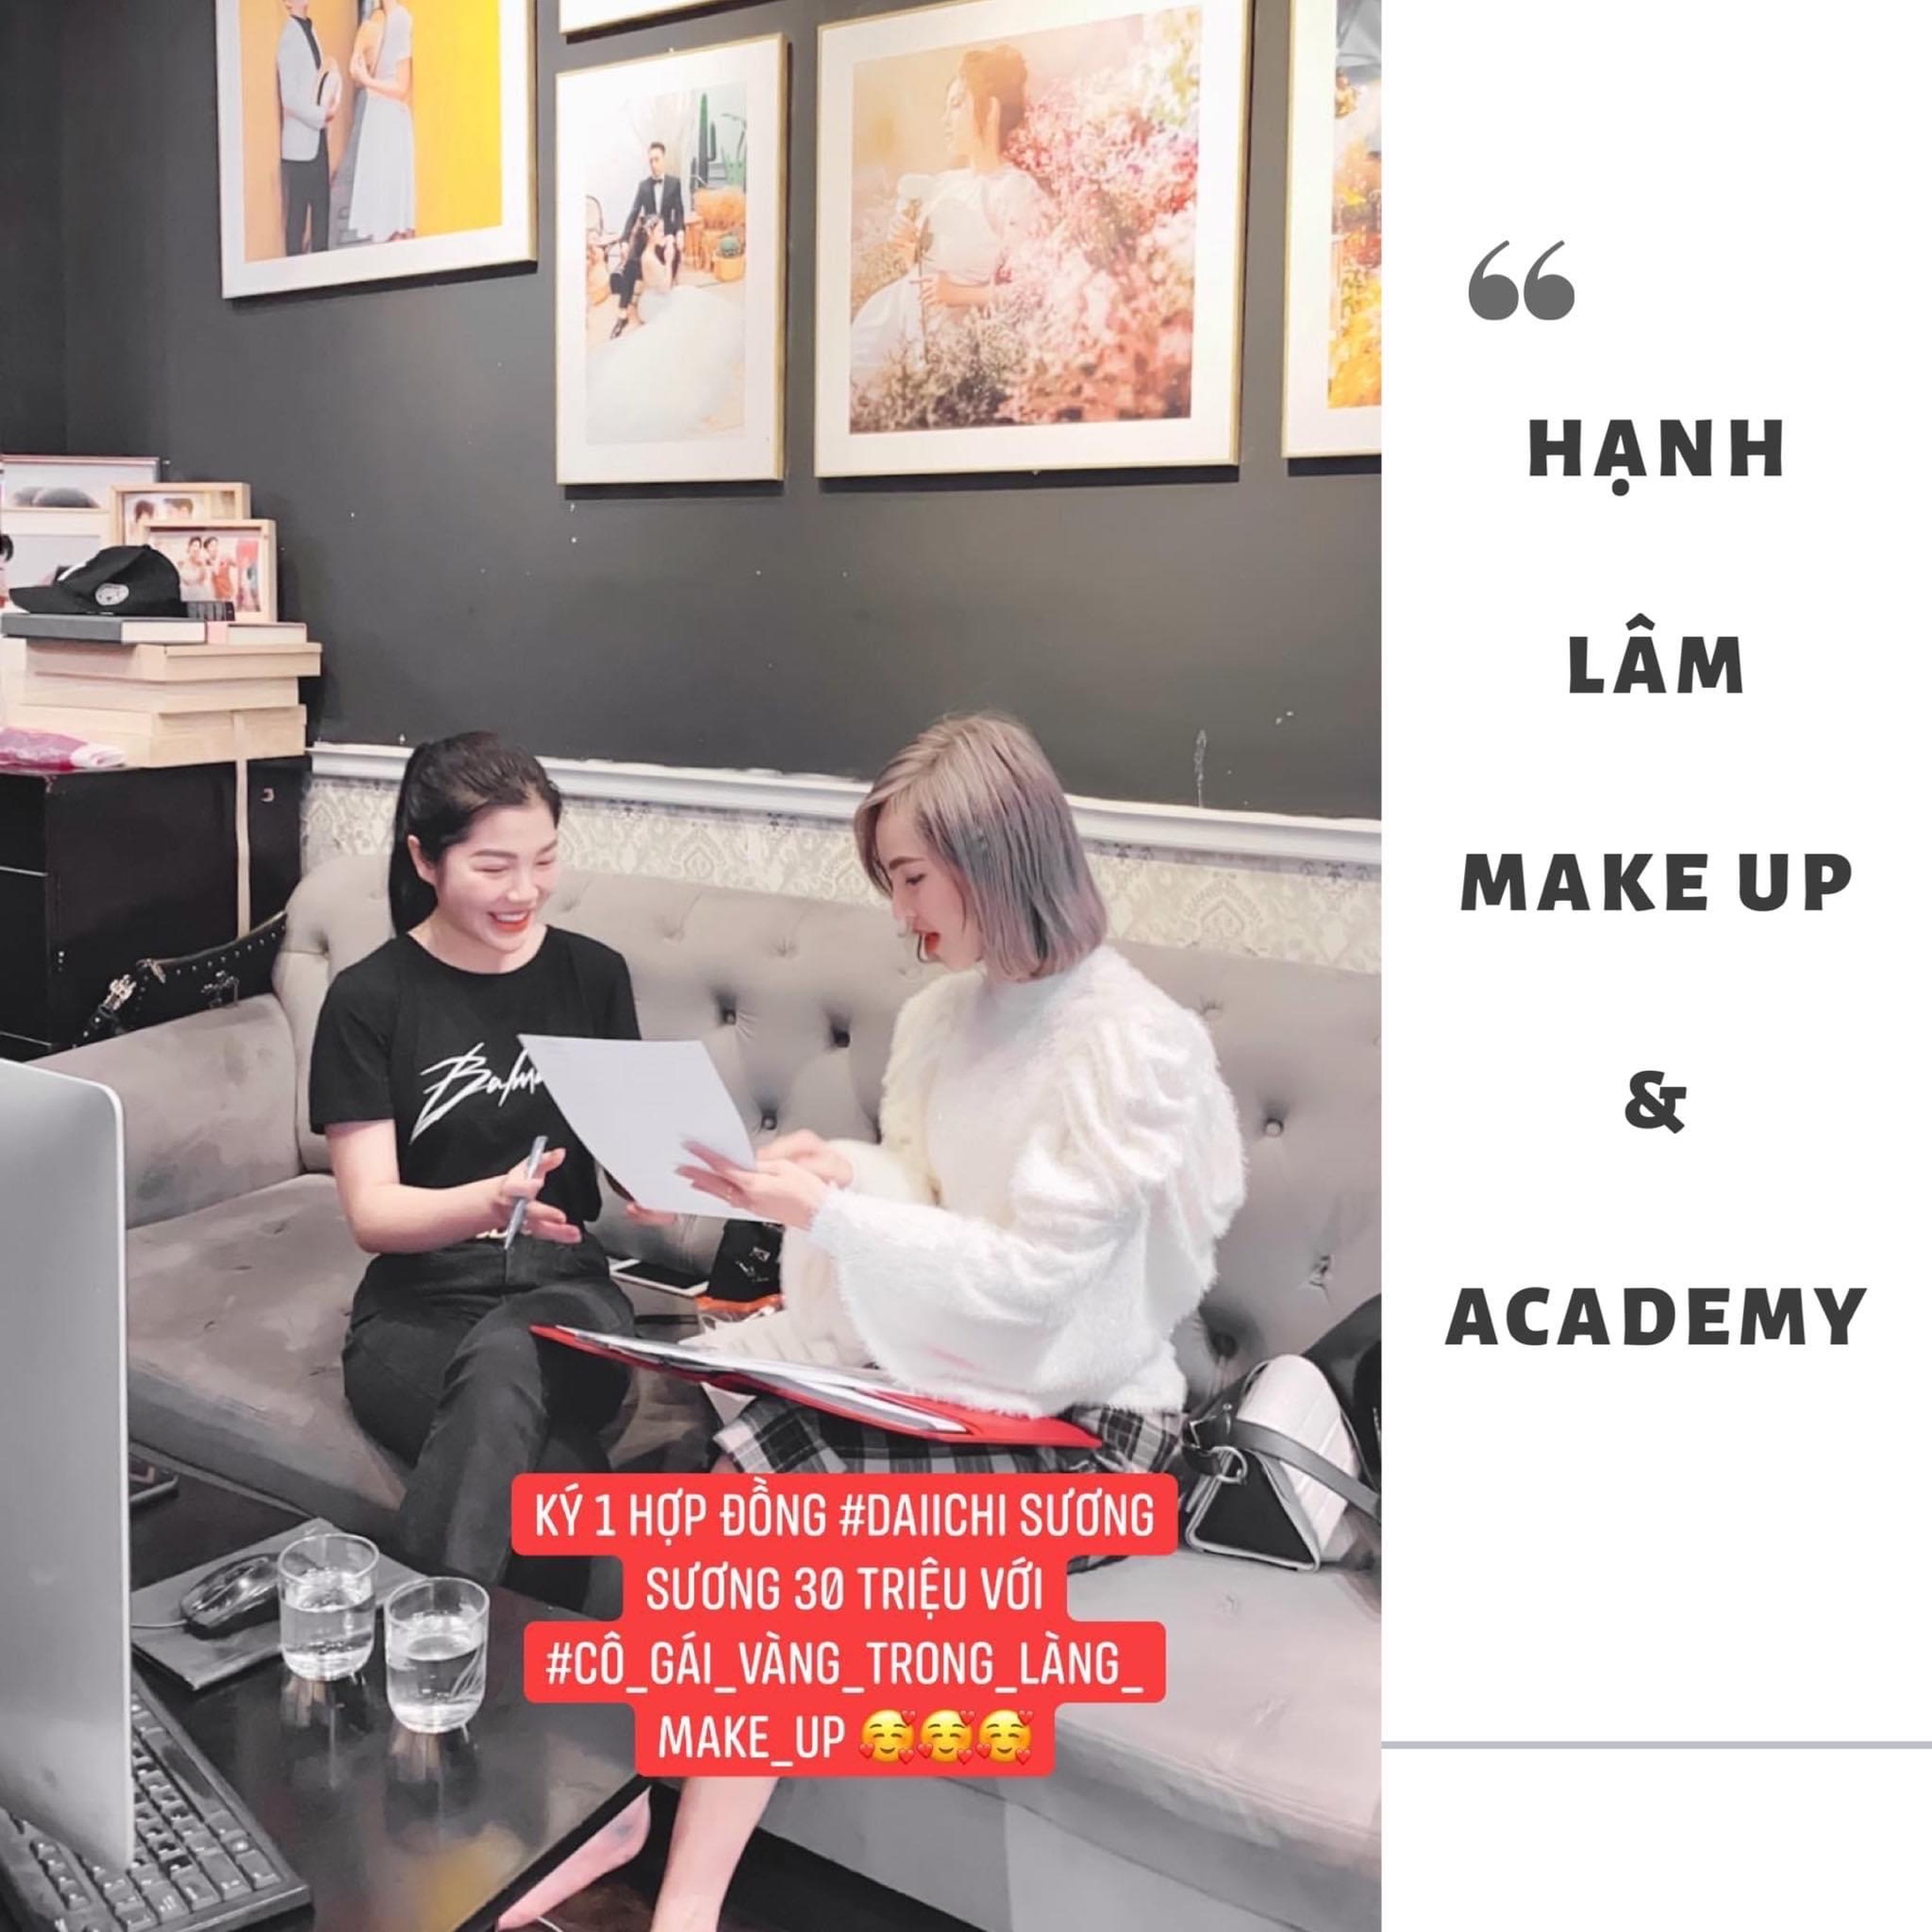 “
HẠNH
LÂM
MAKE UP
&
ACADEMY
KÝ 1 HỢP ĐỒNG #DAIICHI SƯƠNG
SƯƠNG 30 TRIỆU VỚI
#CÔ_GÁI_VÀNG_TRONG_LÀNG_
MAKE_UP 🥰🥰🥰